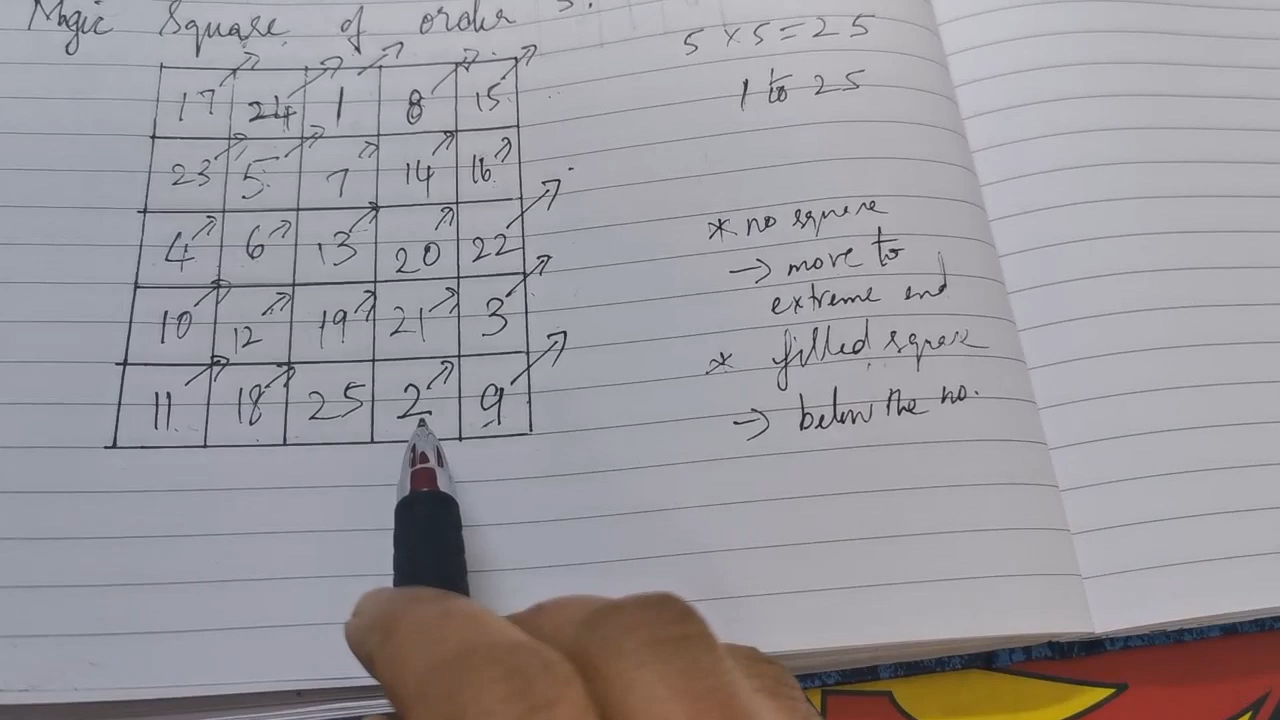 Magic Square of order 5.
5 x 5 = 25
1 to 25
17 24 1 8 15
23 5 7 14 16
4 6 13 20 22
10 12 19 21 3
11 18 25 2 9
* no square
→ move to
extreme end
* filled square
→ below the no.